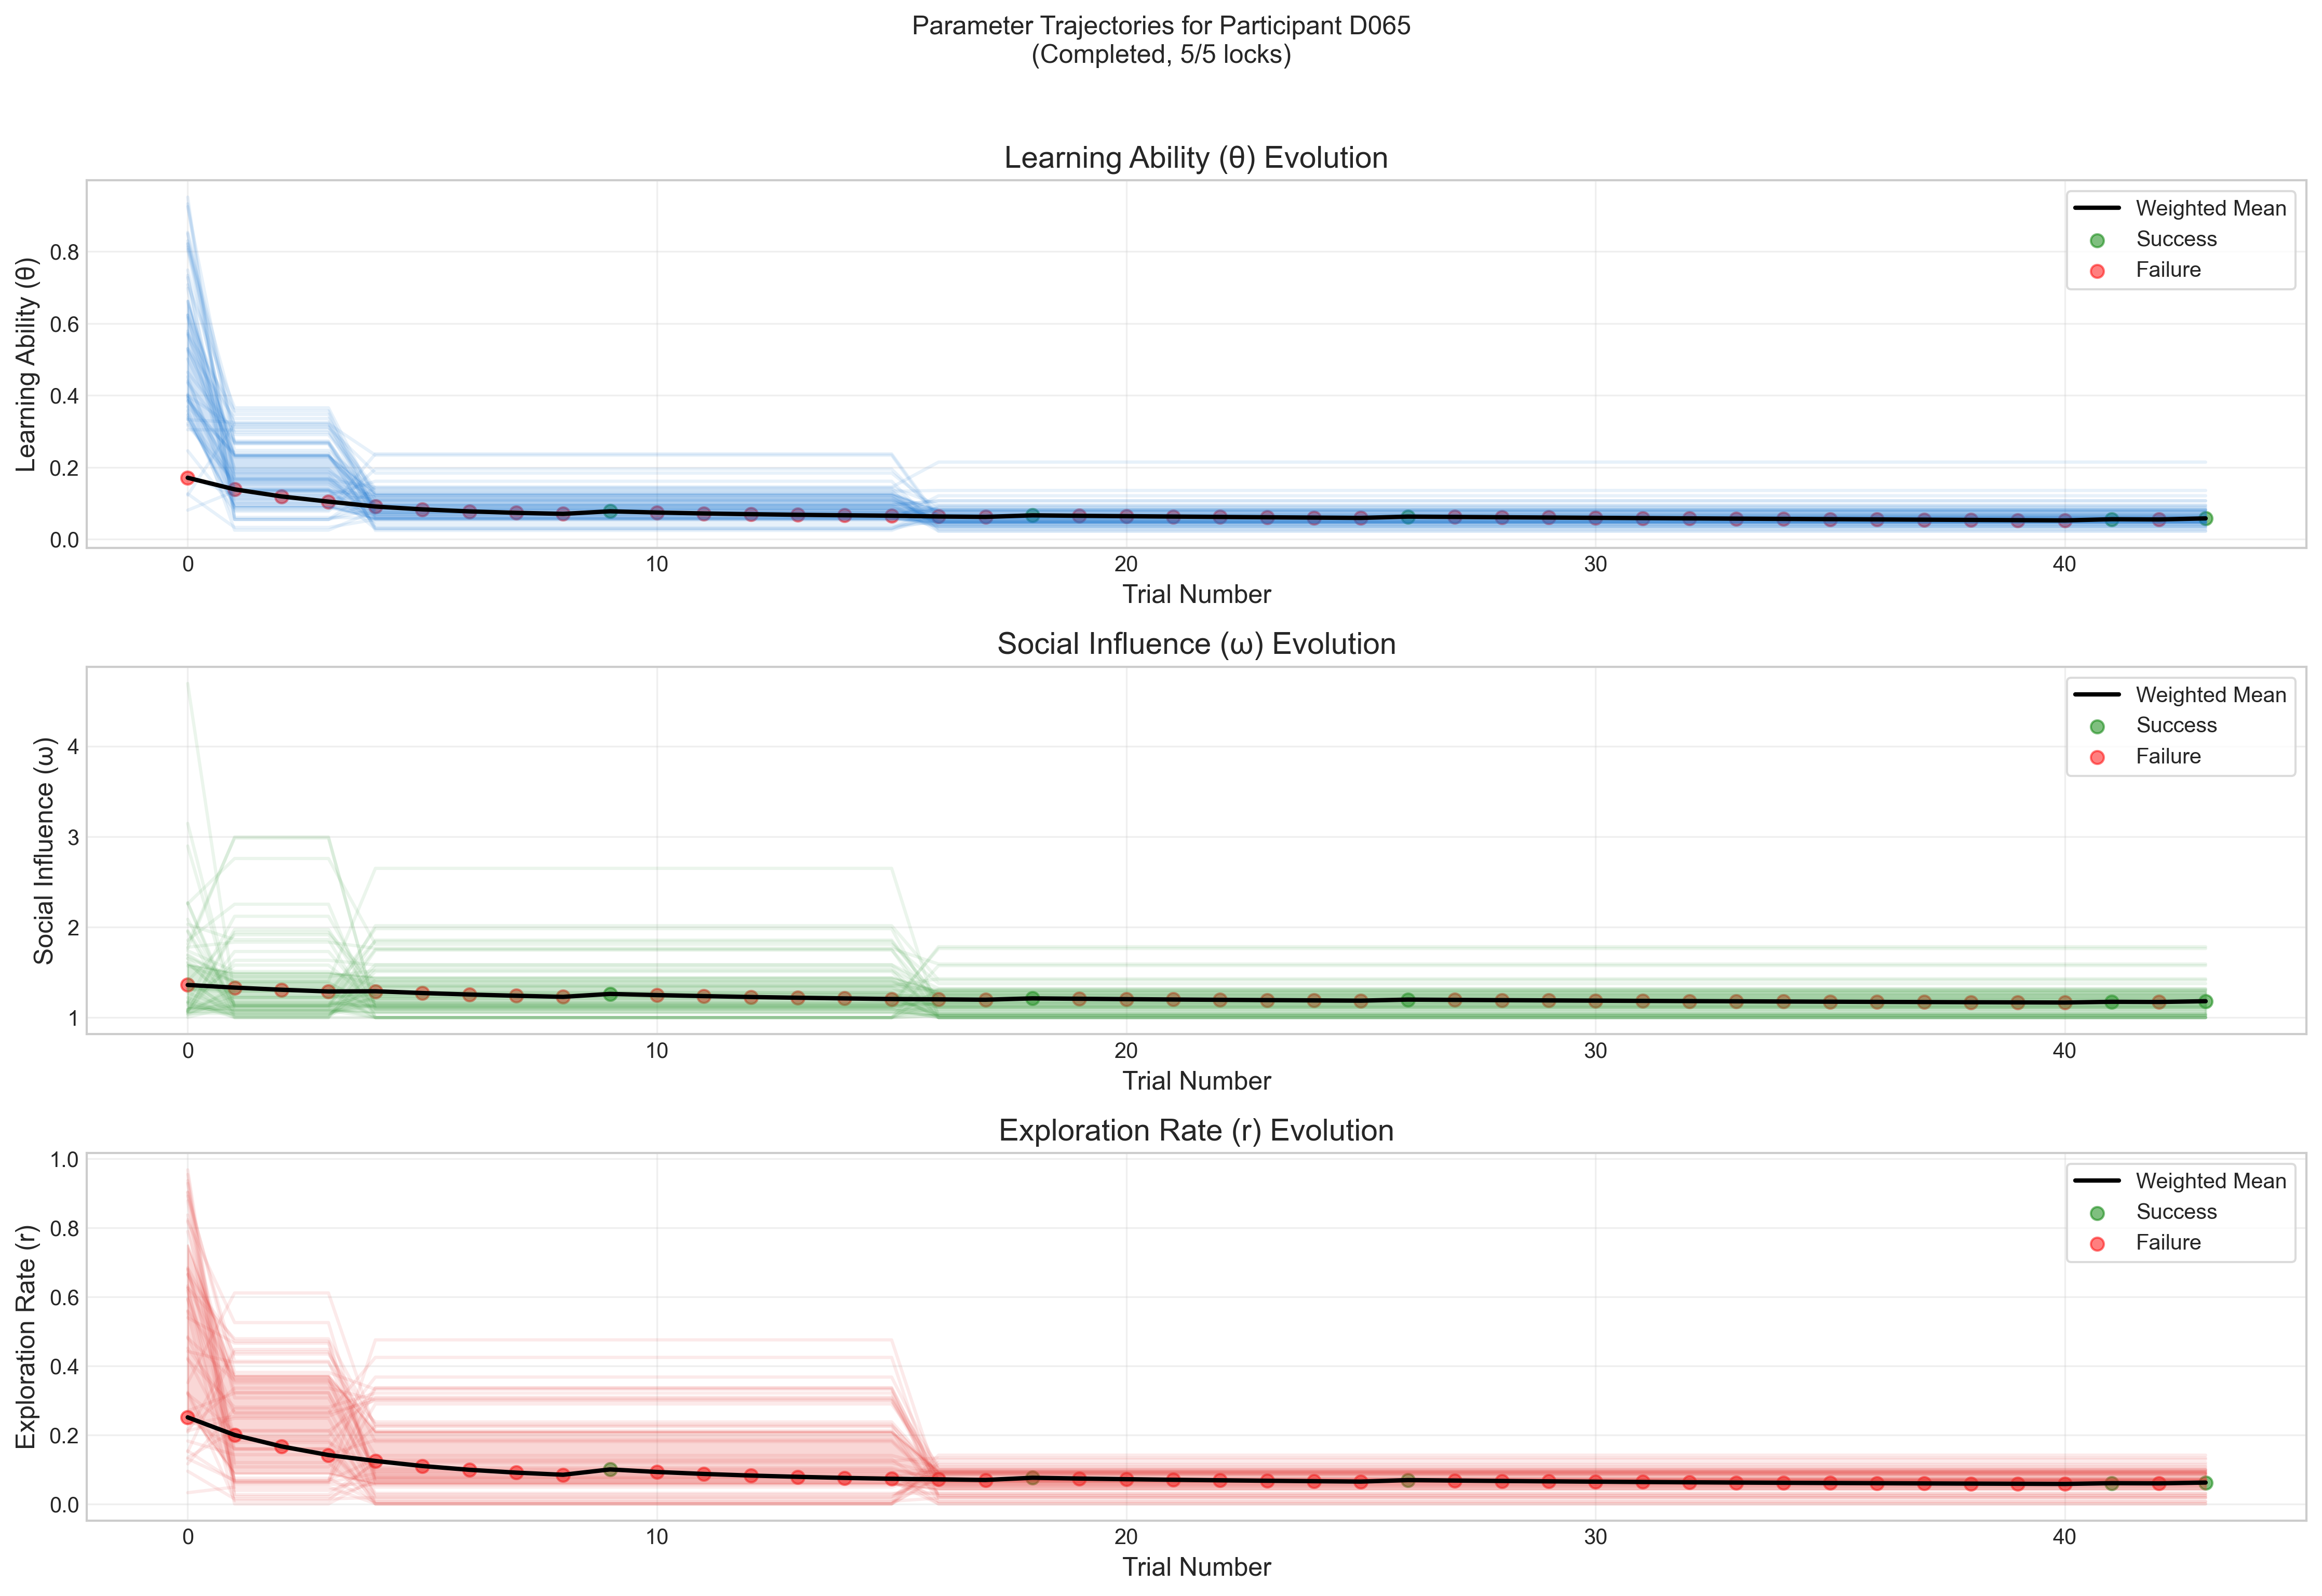 Parameter Trajectories for Participant D065
(Completed, 5/5 locks)
Learning Ability (θ) Evolution
Learning Ability (θ)
0.8
0.6
0.4
0.2
0.0
Weighted Mean
Success
Failure
0 10 20 30 40
Trial Number
Social Influence (ω) Evolution
Social Influence (ω)
4
3
2
1
Weighted Mean
Success
Failure
0 10 20 30 40
Trial Number
Exploration Rate (r) Evolution
Exploration Rate (r)
1.0
0.8
0.6
0.4
0.2
0.0
Weighted Mean
Success
Failure
0 10 20 30 40
Trial Number